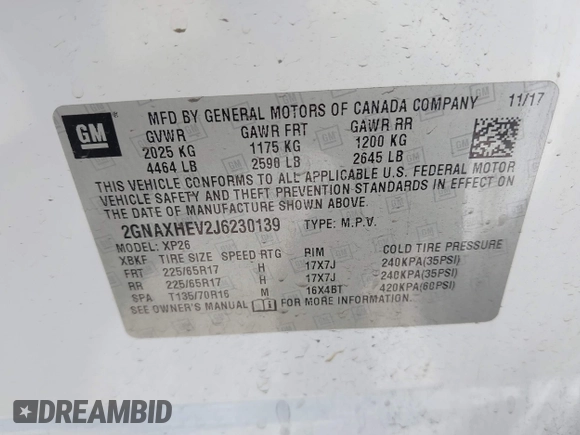 GM
MFD BY GENERAL MOTORS OF CANADA COMPANY 11/17
GVWR GAWR FRT GAWR RR
2025 KG 1175 KG 1200 KG
4464 LB 2590 LB 2645 LB
THIS VEHICLE CONFORMS TO ALL APPLICABLE U.S. FEDERAL MOTOR
VEHICLE SAFETY AND THEFT PREVENTION STANDARDS IN EFFECT ON
THE DATE OF MANUFACTURE SHOWN ABOVE.
2GNAXHEV2J6230139 TYPE: M.P.V.
MODEL: XP26
XBKF TIRE SIZE SPEED RTG RIM COLD TIRE PRESSURE
FRT 225/65R17 H 17X7J 240KPA(35PSI)
RR 225/65R17 H 17X7J 240KPA(35PSI)
SPA T135/70R16 M 16X4BT 420KPA(60PSI)
SEE OWNER'S MANUAL FOR MORE INFORMATION
DREAMBID